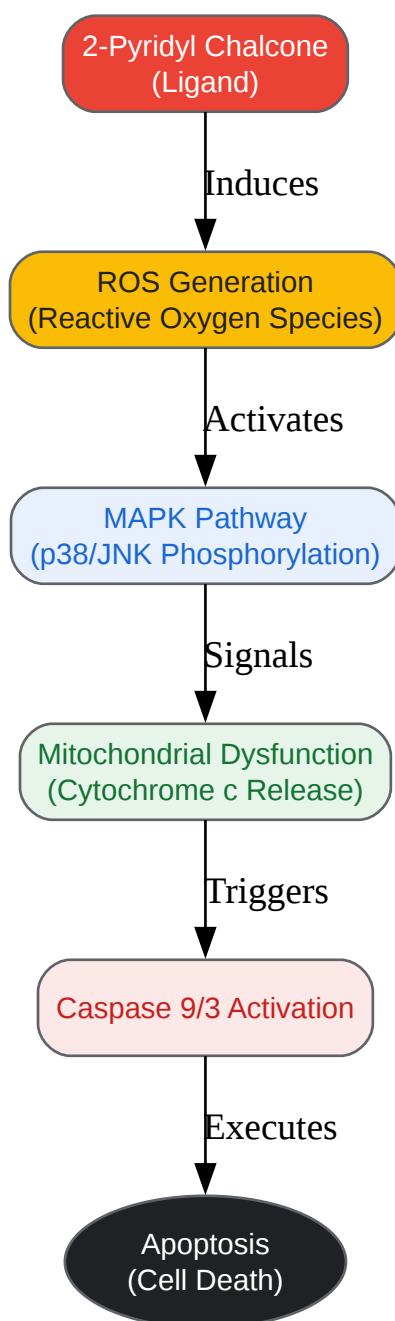 2-Pyridyl Chalcone
(Ligand)
Induces
ROS Generation
(Reactive Oxygen Species)
Activates
MAPK Pathway
(p38/JNK Phosphorylation)
Signals
Mitochondrial Dysfunction
(Cytochrome c Release)
Triggers
Caspase 9/3 Activation
Executes
Apoptosis
(Cell Death)